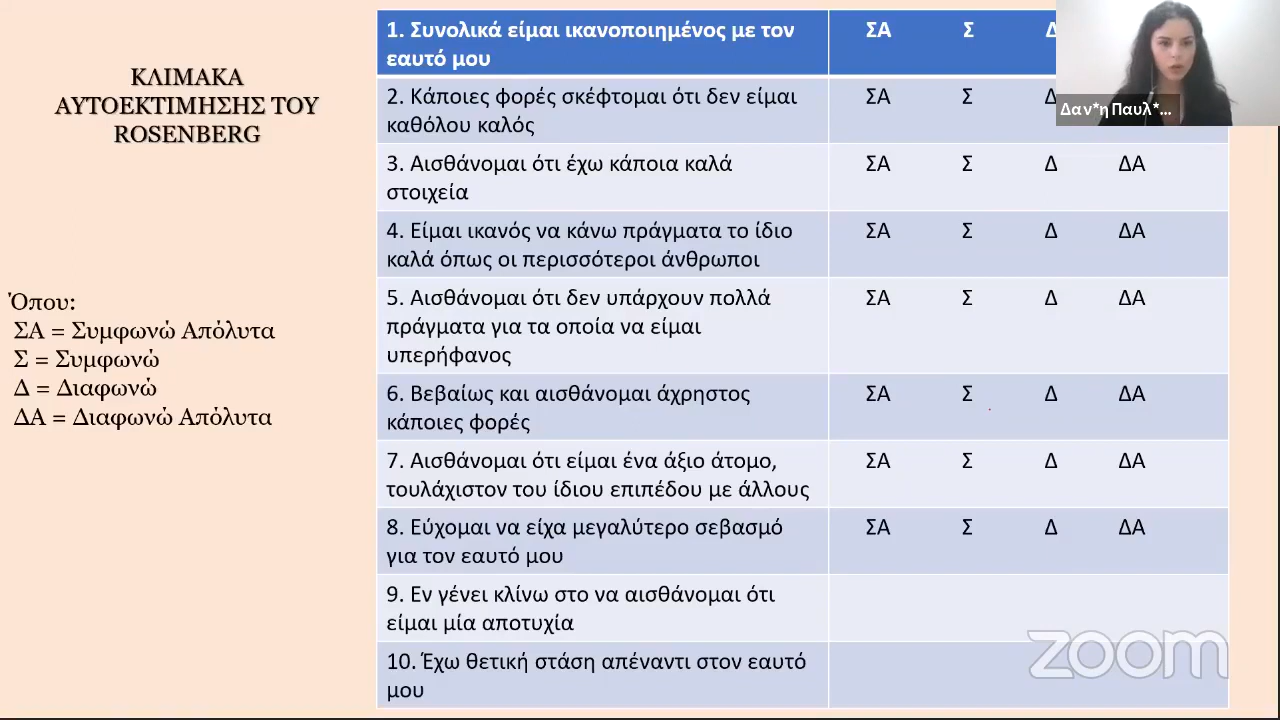 ΚΛΙΜΑΚΑ
ΑΥΤΟΕΚΤΙΜΗΣΗΣ ΤΟΥ
ROSENBERG
Όπου:
ΣΑ = Συμφωνώ Απόλυτα
Σ = Συμφωνώ
Δ = Διαφωνώ
ΔΑ = Διαφωνώ Απόλυτα
1. Συνολικά είμαι ικανοποιημένος με τον ΣΑ Σ
εαυτό μου
2. Κάποιες φορές σκέφτομαι ότι δεν είμαι ΣΑ Σ
καθόλου καλός
3. Αισθάνομαι ότι έχω κάποια καλά ΣΑ Σ Δ ΔΑ
στοιχεία
4. Είμαι ικανός να κάνω πράγματα το ίδιο ΣΑ Σ Δ ΔΑ
καλά όπως οι περισσότεροι άνθρωποι
5. Αισθάνομαι ότι δεν υπάρχουν πολλά ΣΑ Σ Δ ΔΑ
πράγματα για τα οποία να είμαι
υπερήφανος
6. Βεβαίως και αισθάνομαι άχρηστος ΣΑ Σ Δ ΔΑ
κάποιες φορές
7. Αισθάνομαι ότι είμαι ένα άξιο άτομο, ΣΑ Σ Δ ΔΑ
τουλάχιστον του ίδιου επιπέδου με άλλους
8. Εύχομαι να είχα μεγαλύτερο σεβασμό ΣΑ Σ Δ ΔΑ
για τον εαυτό μου
9. Εν γένει κλίνω στο να αισθάνομαι ότι
είμαι μία αποτυχία
10. Έχω θετική στάση απέναντι στον εαυτό
μου
Δαν*η Παυλ*...
zoom